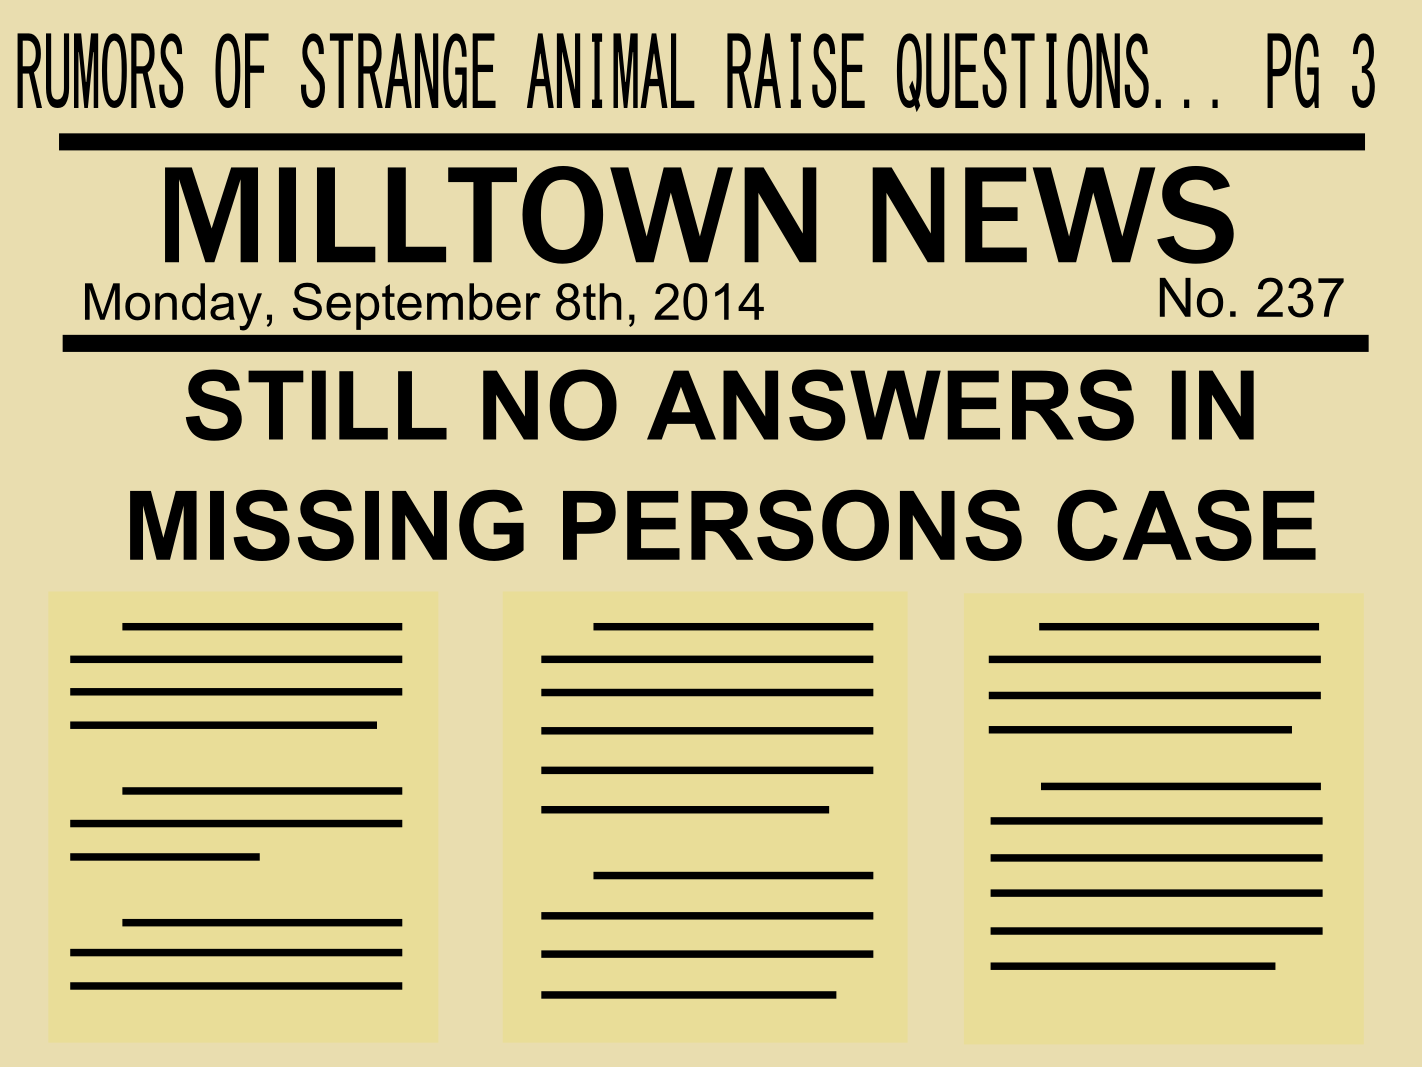 RUMORS OF STRANGE ANIMAL RAISE QUESTIONS... PG 3
MILLTOWN NEWS
Monday, September 8th, 2014 No. 237
STILL NO ANSWERS IN
MISSING PERSONS CASE